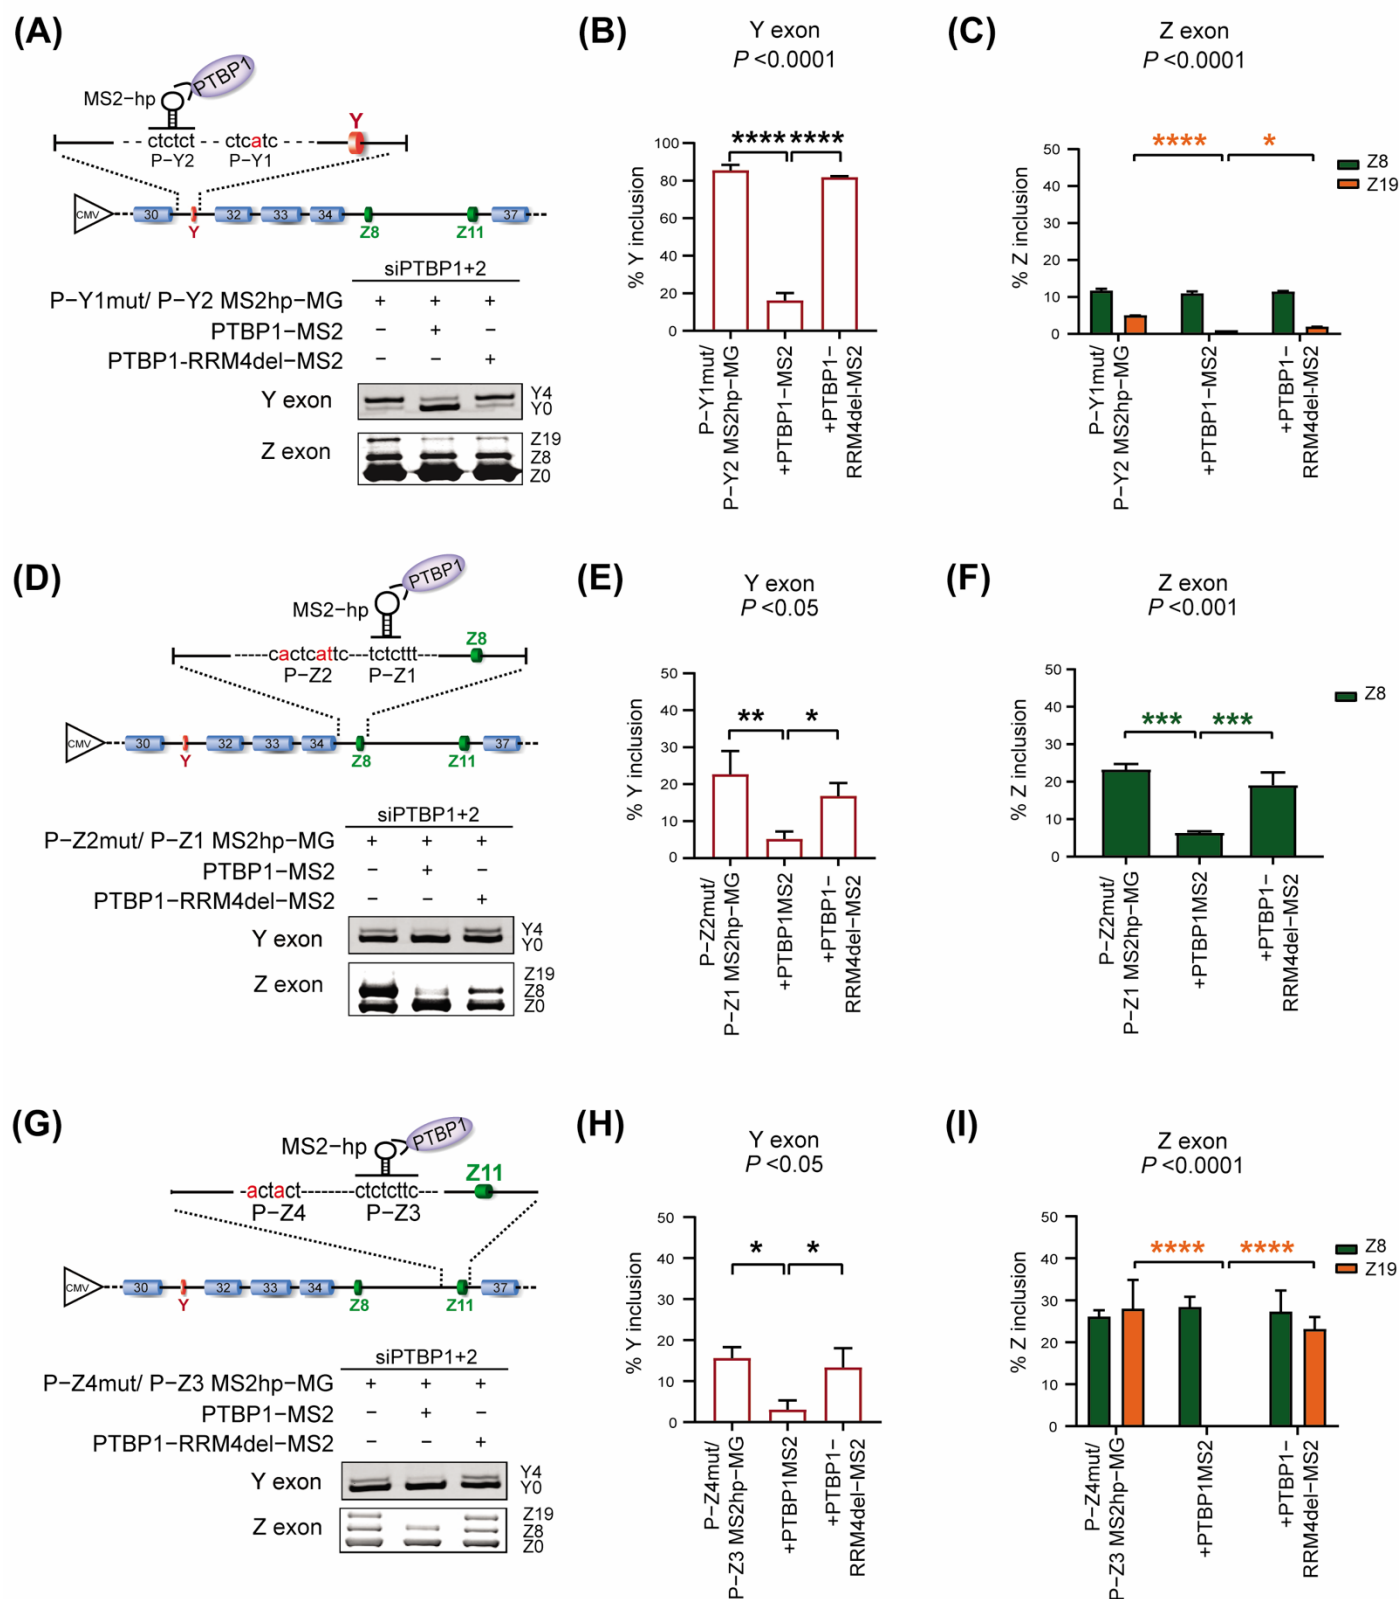 (A)
PTBP1
MS2-hp
Y
ctctct
ctcatc
P-Y2
P-Y1
CMV
30
32
33
34
37
Y
Z8
Z11
siPTBP1+2
P-Y1mut/ P-Y2 MS2hp-MG + + +
PTBP1-MS2 - + -
PTBP1-RRM4del-MS2 - - +
Y exon
Y4
Y0
Z exon
Z19
Z8
Z0
(B)
Y exon
P <0.0001
**** ****
% Y inclusion
100
80
60
40
20
0
P-Y1mut/
P-Y2 MS2hp-MG
+PTBP1-MS2
+PTBP1-
RRM4del-MS2
(C)
Z exon
P <0.0001
**** *
Z8
Z19
% Z inclusion
50
40
30
20
10
0
P-Y1mut/
P-Y2 MS2hp-MG
+PTBP1-MS2
+PTBP1-
RRM4del-MS2
(D)
PTBP1
MS2-hp
Z8
cactcattc
tctcttt
P-Z2
P-Z1
CMV
30
32
33
34
37
Y
Z8
Z11
siPTBP1+2
P-Z2mut/ P-Z1 MS2hp-MG + + +
PTBP1-MS2 - + -
PTBP1-RRM4del-MS2 - - +
Y exon
Y4
Y0
Z exon
Z19
Z8
Z0
(E)
Y exon
P <0.05
** *
% Y inclusion
50
40
30
20
10
0
P-Z2mut/
P-Z1 MS2hp-MG
+PTBP1MS2
+PTBP1-
RRM4del-MS2
(F)
Z exon
P <0.001
*** ***
Z8
% Z inclusion
50
40
30
20
10
0
P-Z2mut/
P-Z1 MS2hp-MG
+PTBP1MS2
+PTBP1-
RRM4del-MS2
(G)
PTBP1
MS2-hp
Z11
actact
ctctcttc
P-Z4
P-Z3
CMV
30
32
33
34
37
Y
Z8
Z11
siPTBP1+2
P-Z4mut/ P-Z3 MS2hp-MG + + +
PTBP1-MS2 - + -
PTBP1-RRM4del-MS2 - - +
Y exon
Y4
Y0
Z exon
Z19
Z8
Z0
(H)
Y exon
P <0.05
* *
% Y inclusion
50
40
30
20
10
0
P-Z4mut/
P-Z3 MS2hp-MG
+PTBP1MS2
+PTBP1-
RRM4del-MS2
(I)
Z exon
P <0.0001
**** ****
Z8
Z19
% Z inclusion
50
40
30
20
10
0
P-Z4mut/
P-Z3 MS2hp-MG
+PTBP1MS2
+PTBP1-
RRM4del-MS2